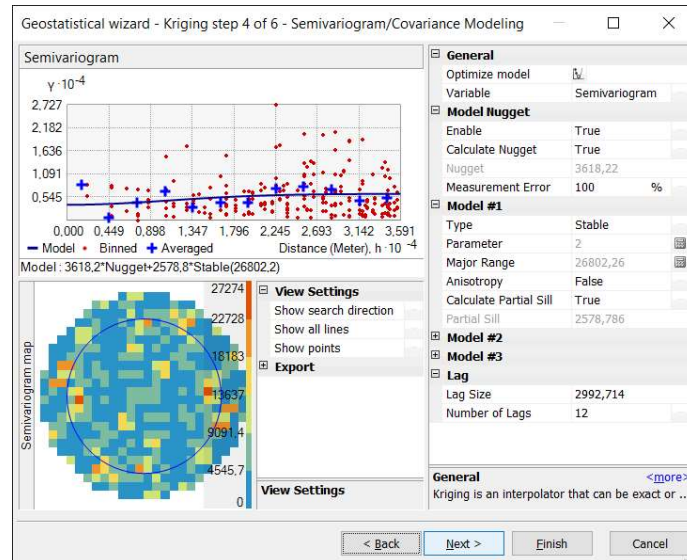 Geostatistical wizard - Kriging step 4 of 6 - Semivariogram/Covariance Modeling
Semivariogram
γ·10⁻⁴
2,727
2,182
1,636
1,091
0,545
0,000 0,449 0,898 1,347 1,796 2,245 2,693 3,142 3,591
Model Binned Averaged Distance (Meter), h·10⁻⁴
Model : 3618,2*Nugget+2578,8*Stable(26802,2)
Semivariogram map
27274
22728
18183
13637
9091,4
4545,7
0
View Settings
Show search direction
Show all lines
Show points
Export
View Settings
General
Optimize model
Variable Semivariogram
Model Nugget
Enable True
Calculate Nugget True
Nugget 3618,22
Measurement Error 100 %
Model #1
Type Stable
Parameter 2
Major Range 26802,26
Anisotropy False
Calculate Partial Sill True
Partial Sill 2578,786
Model #2
Model #3
Lag
Lag Size 2992,714
Number of Lags 12
General <more>
Kriging is an interpolator that can be exact or ...
< Back Next > Finish Cancel